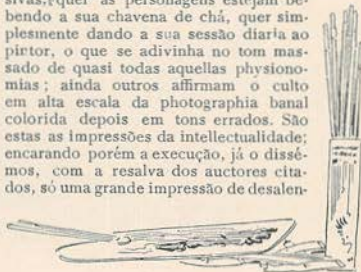 sivas, quer as personagens estejam be-
bendo a sua chavena de chá, quer sim-
plesmente dando a sua sessão diaria ao
pirtor, o que se adivinha no tom mas-
sado de quasi todas aquellas physiono-
mias; ainda outros affirmam o culto
em alta escala da photographia banal
colorida depois em tons errados. São
estas as impressões da intellectualidade;
encarando porém a execução, já o dissé-
mos, com a resalva dos auctores cita-
dos, só uma grande impressão de desalen-